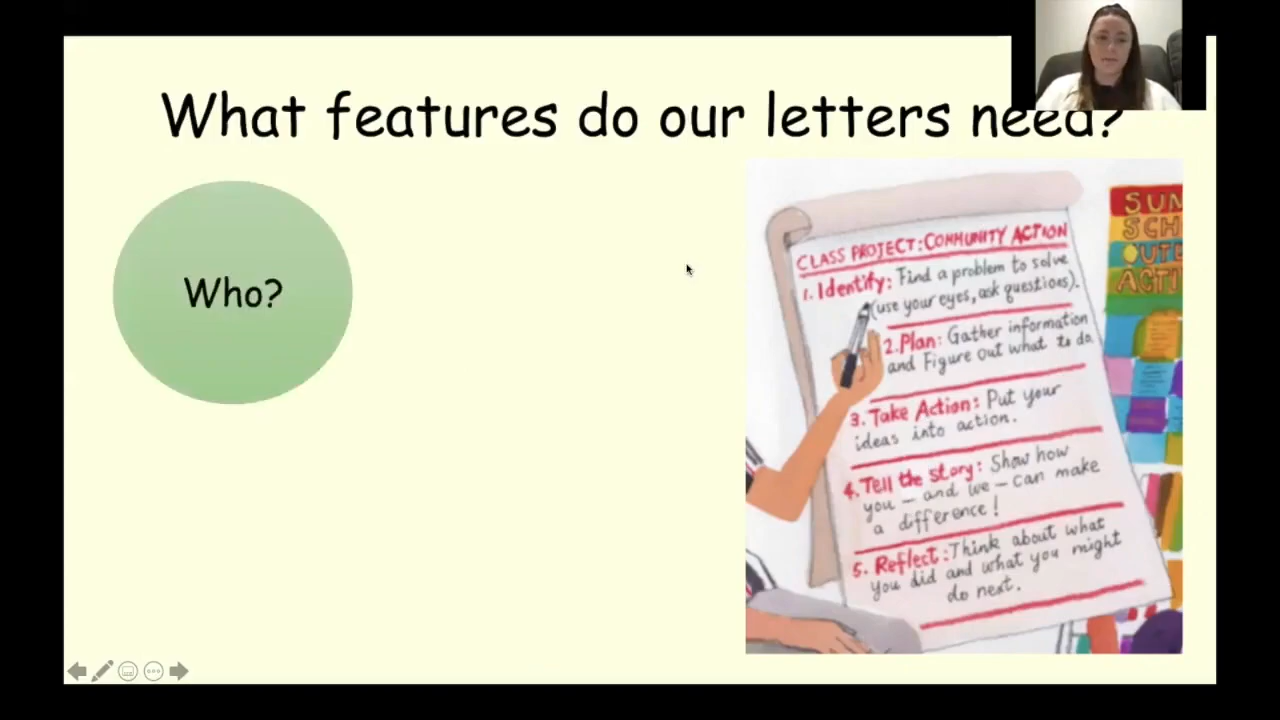 What features do our letters need?
Who?
CLASS PROJECT: COMMUNITY ACTION
1. Identify: Find a problem to solve
(use your eyes, ask questions).
2. Plan: Gather information
and Figure out what to do.
3. Take Action: Put your
ideas into action.
4. Tell the story: Show how
you – and we – can make
a difference!
5. Reflect: Think about what
you did and what you might
do next.